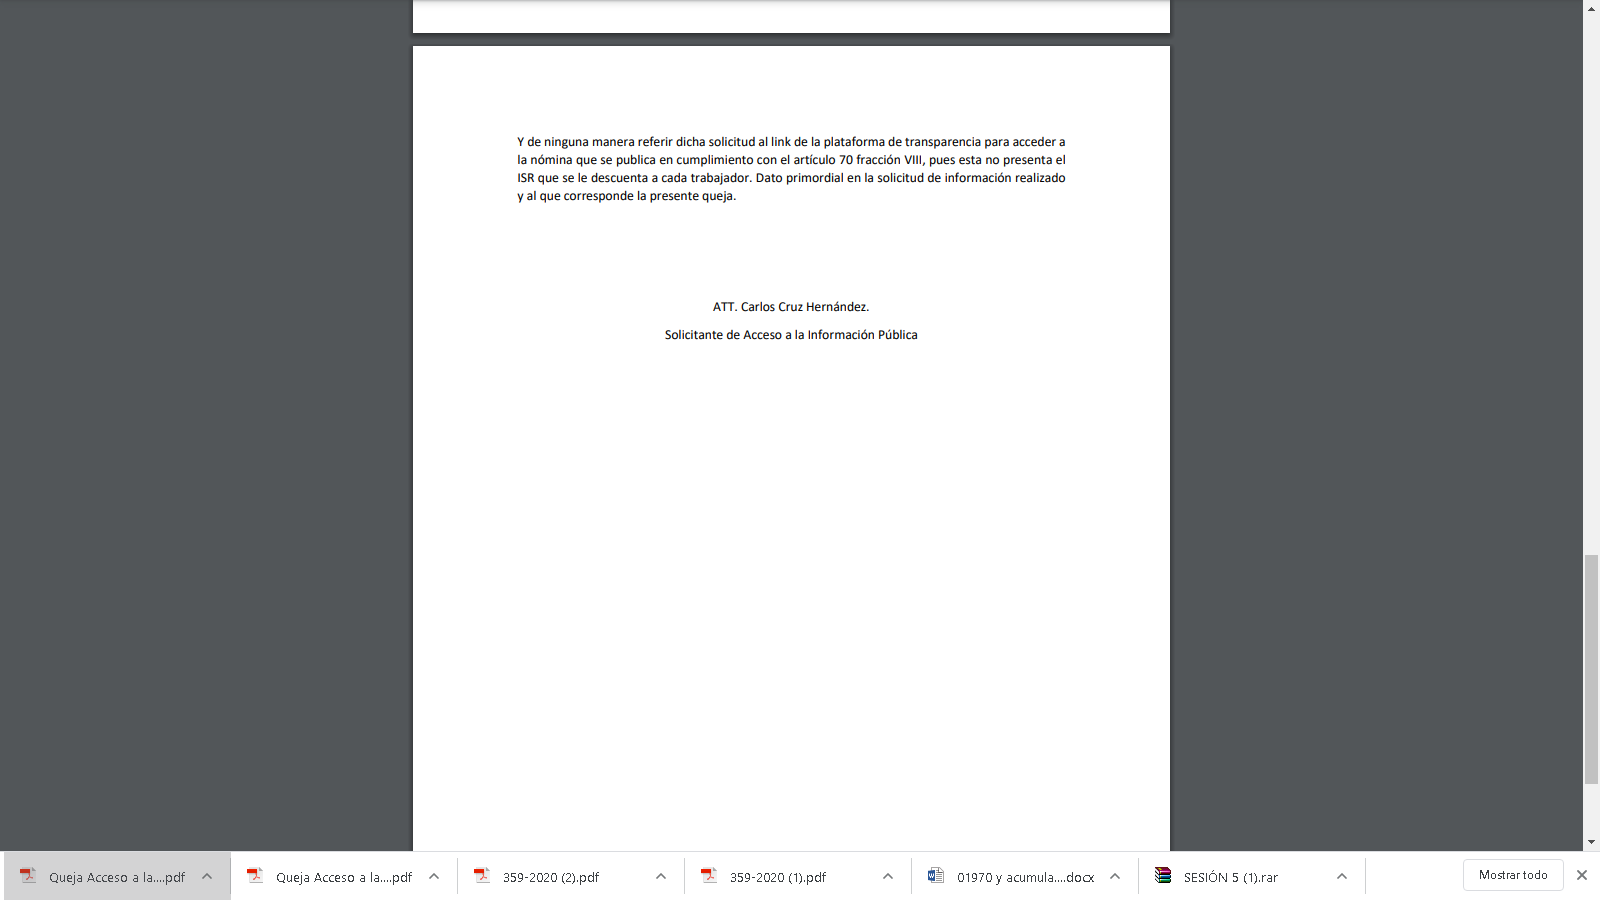 Y de ninguna manera referir dicha solicitud al link de la plataforma de transparencia para acceder a
la nómina que se publica en cumplimiento con el artículo 70 fracción VIII, pues esta no presenta el
ISR que se le descuenta a cada trabajador. Dato primordial en la solicitud de información realizado
y al que corresponde la presente queja.
ATT. Carlos Cruz Hernández.
Solicitante de Acceso a la Información Pública
Queja Acceso a la....pdf
Queja Acceso a la....pdf
359-2020 (2).pdf
359-2020 (1).pdf
01970 y acumula....docx
SESIÓN 5 (1).rar
Mostrar todo